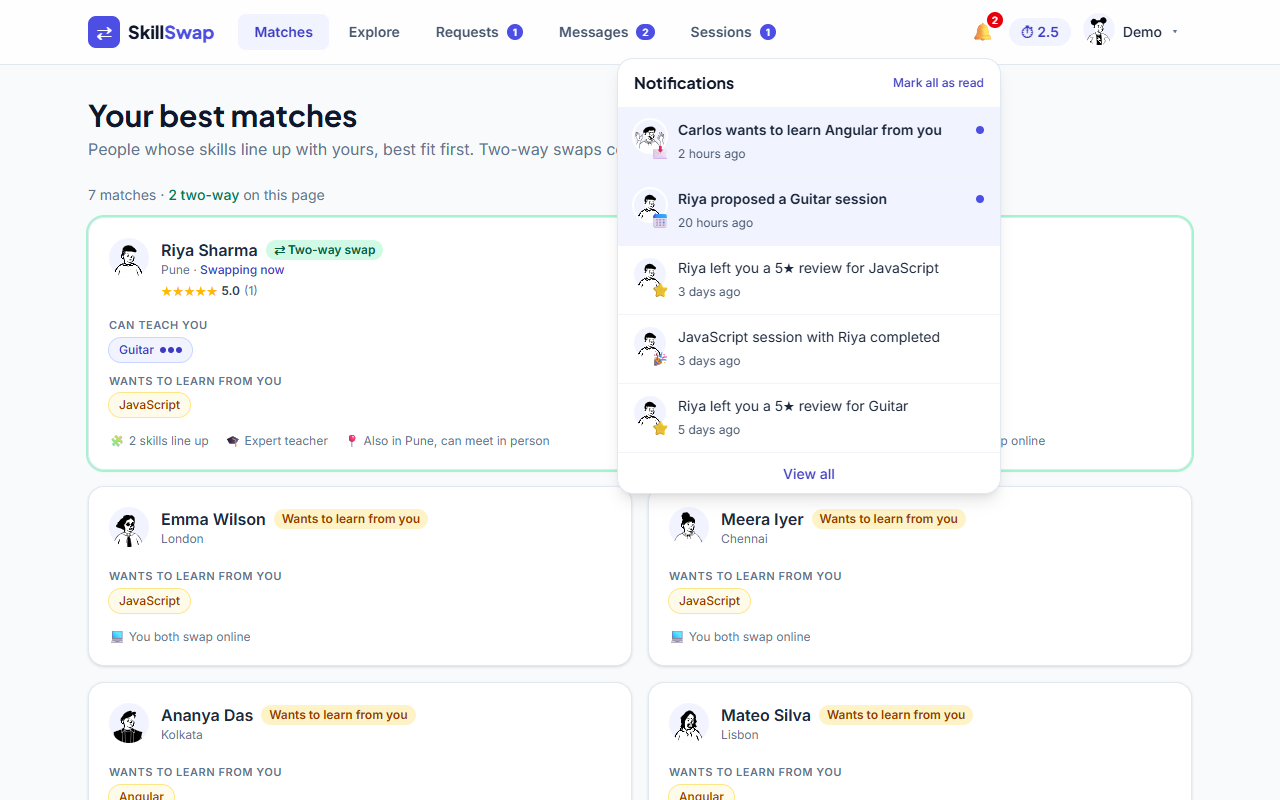 SkillSwap
Matches
Explore
Requests 1
Messages 2
Sessions 1
2
2.5
Demo
Notifications
Mark all as read
Carlos wants to learn Angular from you
2 hours ago
Riya proposed a Guitar session
20 hours ago
Riya left you a 5★ review for JavaScript
3 days ago
JavaScript session with Riya completed
3 days ago
Riya left you a 5★ review for Guitar
5 days ago
View all
Your best matches
People whose skills line up with yours, best fit first. Two-way swaps
7 matches · 2 two-way on this page
Riya Sharma
⇄ Two-way swap
Pune · Swapping now
★★★★★ 5.0 (1)
CAN TEACH YOU
Guitar
WANTS TO LEARN FROM YOU
JavaScript
2 skills line up
Expert teacher
Also in Pune, can meet in person
online
Emma Wilson
Wants to learn from you
London
WANTS TO LEARN FROM YOU
JavaScript
You both swap online
Meera Iyer
Wants to learn from you
Chennai
WANTS TO LEARN FROM YOU
JavaScript
You both swap online
Ananya Das
Wants to learn from you
Kolkata
WANTS TO LEARN FROM YOU
Angular
Mateo Silva
Wants to learn from you
Lisbon
WANTS TO LEARN FROM YOU
Angular